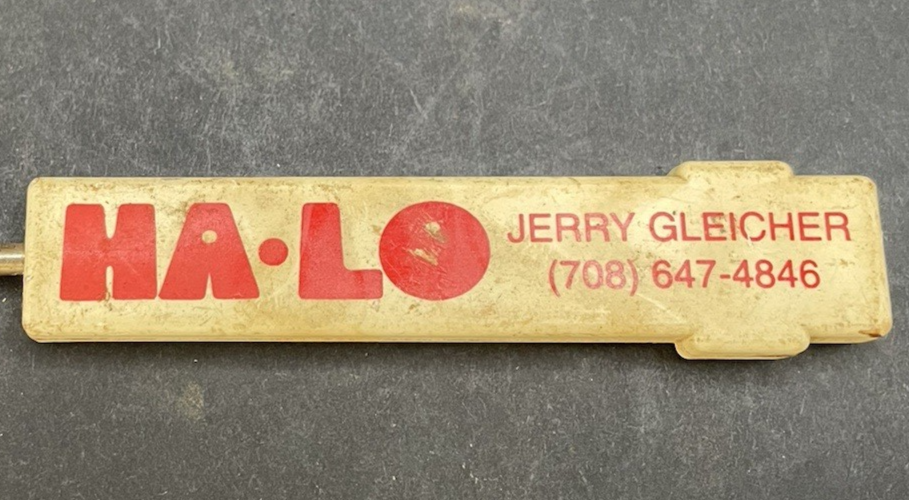 HA·LO
JERRY GLEICHER
(708) 647-4846